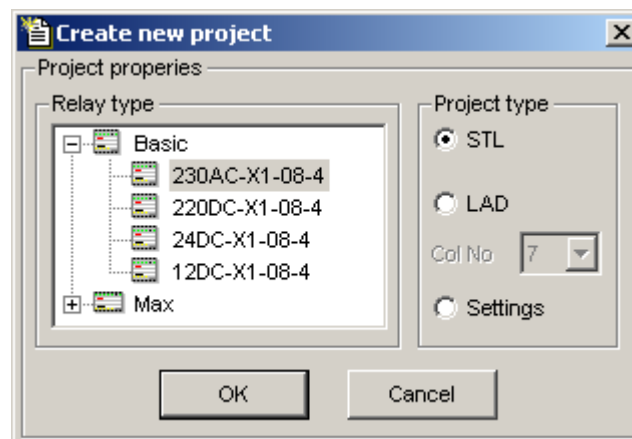 Create new project
Project properies
Relay type
Basic
230AC-X1-08-4
220DC-X1-08-4
24DC-X1-08-4
12DC-X1-08-4
Max
Project type
STL
LAD
Col No 7
Settings
OK
Cancel